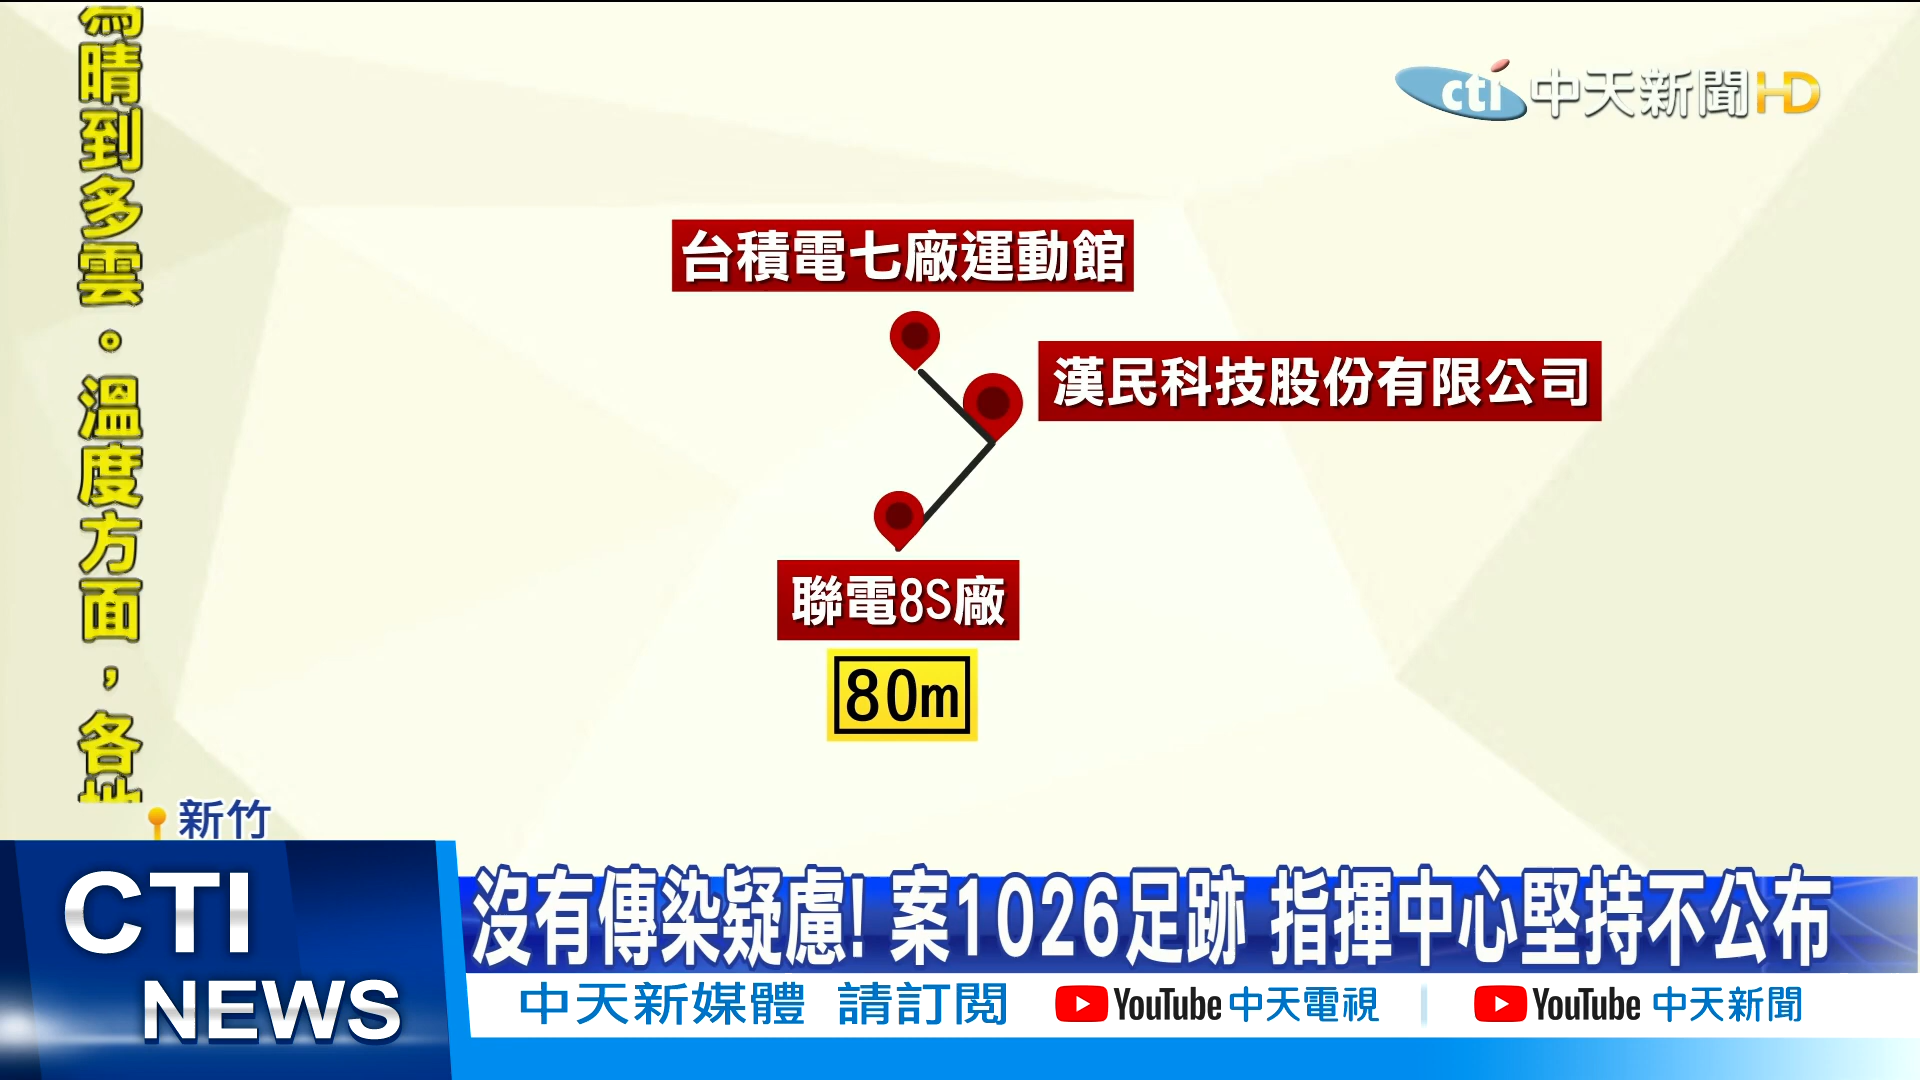 晴到多雲。溫度方面，各
cti中天新聞HD
台積電七廠運動館
漢民科技股份有限公司
聯電8S廠
80m
新竹
CTI
NEWS
沒有傳染疑慮! 案1026足跡 指揮中心堅持不公布
中天新媒體 請訂閱 YouTube 中天電視 | YouTube 中天新聞